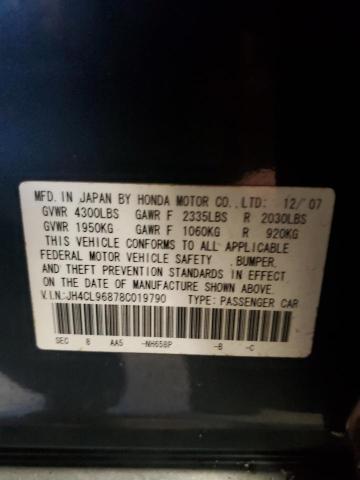 MFD. IN JAPAN BY HONDA MOTOR CO., LTD: 12/'07
GVWR 4300LBS GAWR F 2335LBS R 2030LBS
GVWR 1950KG GAWR F 1060KG R 920KG
THIS VEHICLE CONFORMS TO ALL APPLICABLE
FEDERAL MOTOR VEHICLE SAFETY , BUMPER,
AND THEFT PREVENTION STANDARDS IN EFFECT
ON THE DATE OF MANUFACTURE SHOWN ABOVE.
V.I.N:JH4CL96878C019790 TYPE: PASSENGER CAR
SEC 8 AA5 -NH658P -B -C